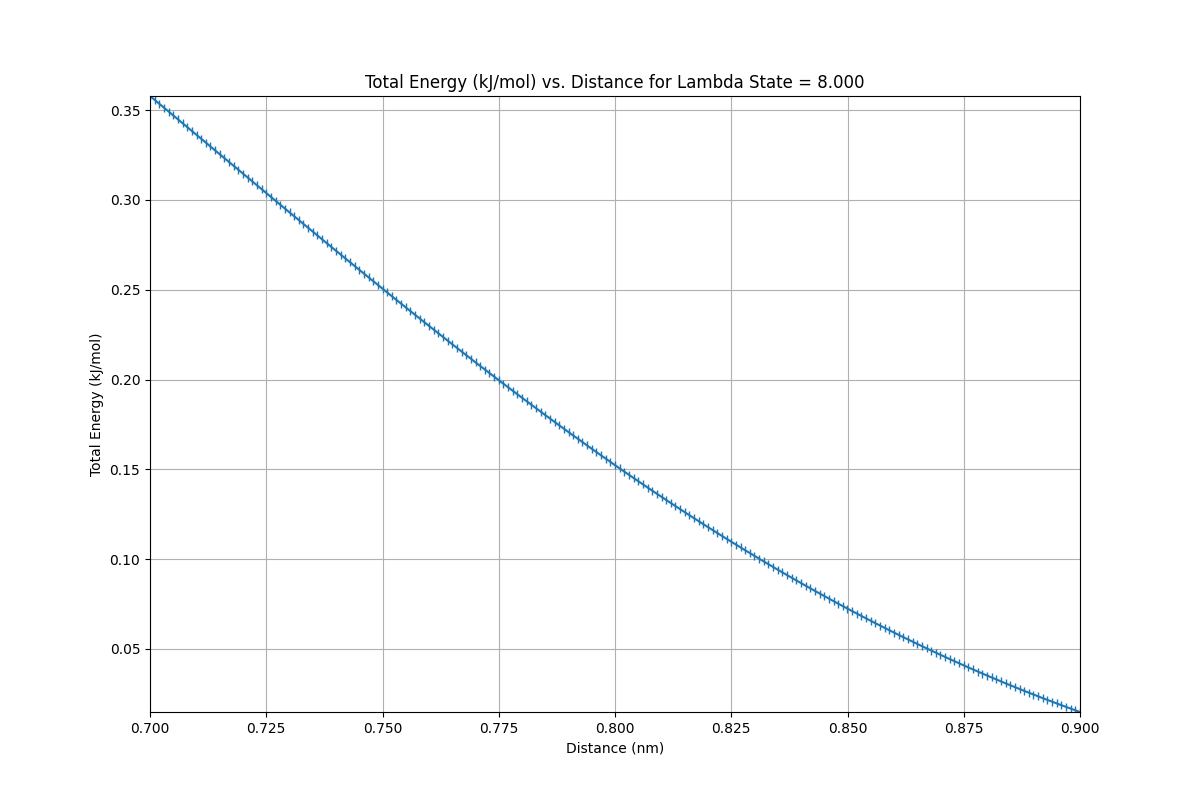 Total Energy (kJ/mol) vs. Distance for Lambda State = 8.000
0.35
0.30
0.25
0.20
0.15
0.10
0.05
Total Energy (kJ/mol)
0.700 0.725 0.750 0.775 0.800 0.825 0.850 0.875 0.900
Distance (nm)